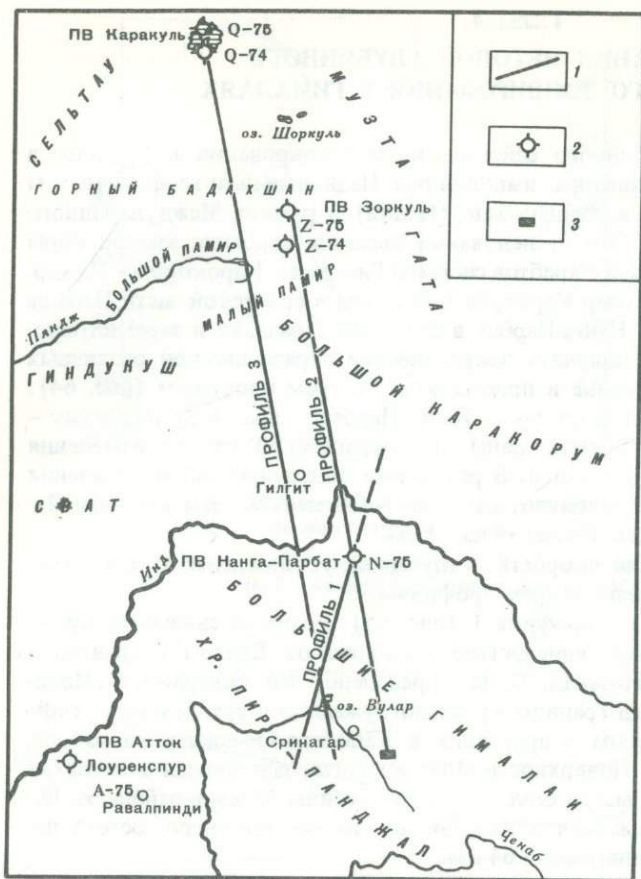 ПВ Каракуль
Q-75
Q-74
СЕЛЬТАУ
МУЗТАГАТА
оз. Шоркуль
ГОРНЫЙ БАДАХШАН
ПВ Зоркуль
Z-75
Z-74
БОЛЬШОЙ ПАМИР
МАЛЫЙ ПАМИР
Пяндж
ГИНДУКУШ
БОЛЬШОЙ КАРАКОРУМ
ПРОФИЛЬ 3
ПРОФИЛЬ 2
Гилгит
СВАТ
Инд
ПВ Нанга-Парбат
N-75
ПРОФИЛЬ 1
БОЛЬШИЕ ГИМАЛАИ
ХР. ПИР-ПАНДЖАЛ
оз. Вулар
Сринагар
ПВ Атток
Лоуренспур
A-75
Равалпинди
Ченаб
1
2
3